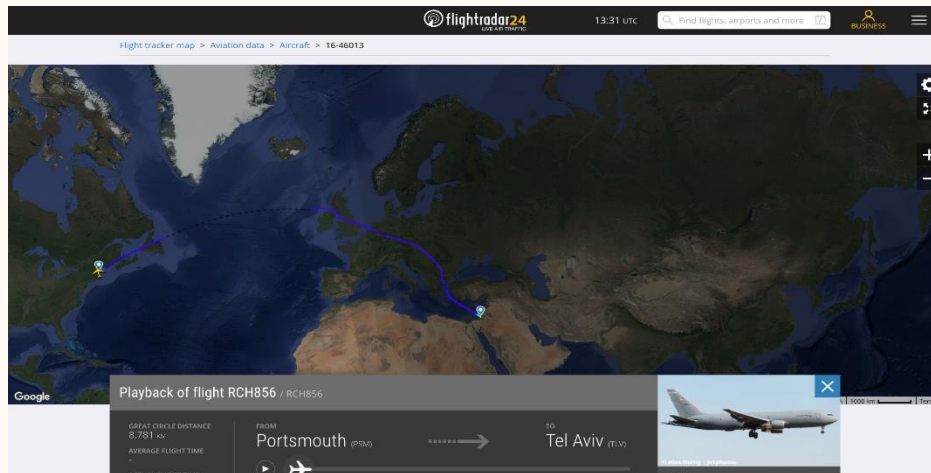 flightradar24
LIVE AIR TRAFFIC
13:31 UTC
Find flights, airports and more
BUSINESS
Flight tracker map > Aviation data > Aircraft > 16-46013
Google
1000 km
Playback of flight RCH856 / RCH856
GREAT CIRCLE DISTANCE
8,781 KM
AVERAGE FLIGHT TIME
-
FROM
Portsmouth (PSM)
TO
Tel Aviv (TLV)